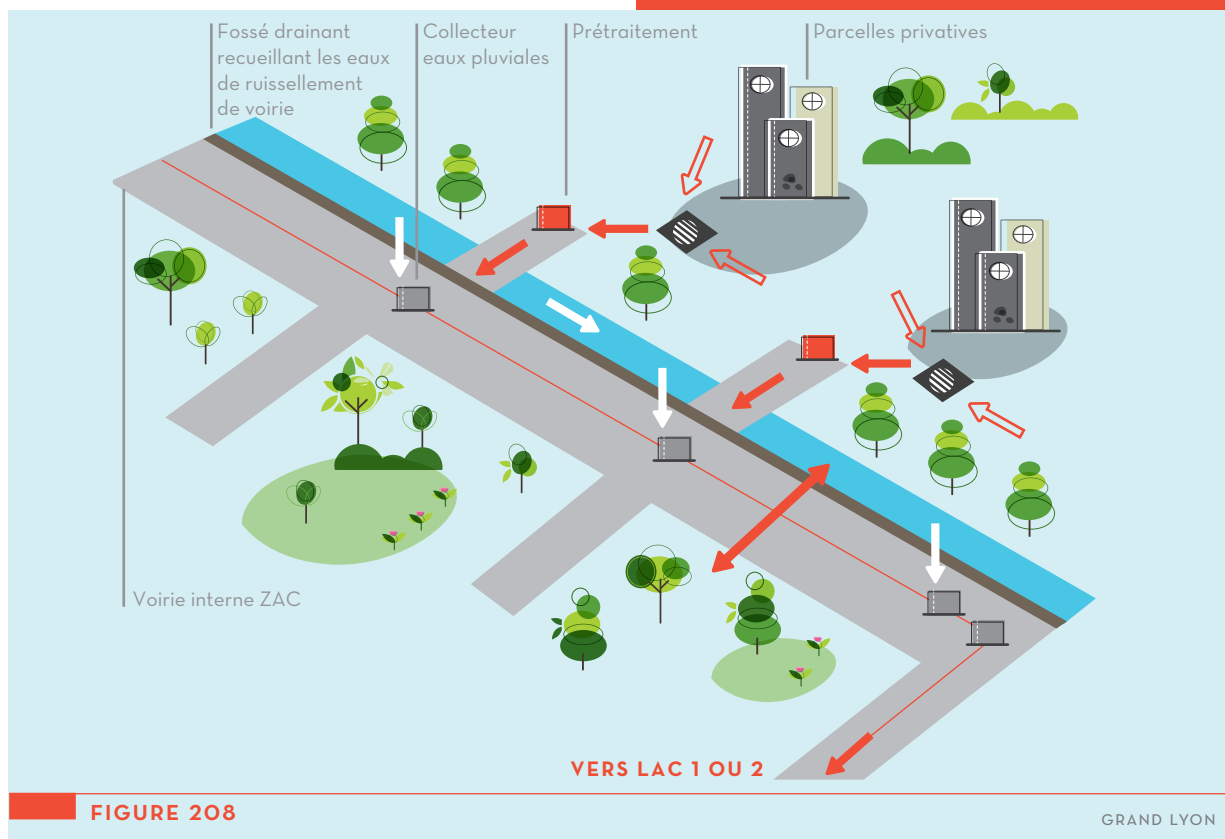 Fossé drainant
recueillant les eaux
de ruissellement
de voirie
Collecteur
eaux pluviales
Prétraitement
Parcelles privatives
Voirie interne ZAC
VERS LAC 1 OU 2
FIGURE 208
GRAND LYON